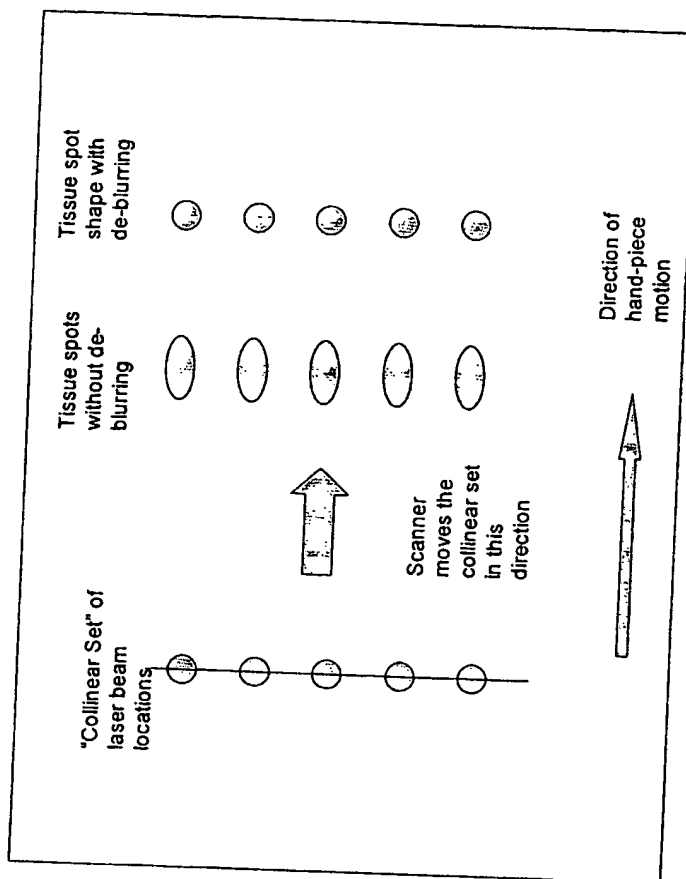 "Collinear Set" of
laser beam
locations
Scanner
moves the
collinear set
in this
direction
Tissue spots
without de-
blurring
Tissue spot
shape with
de-blurring
Direction of
hand-piece
motion